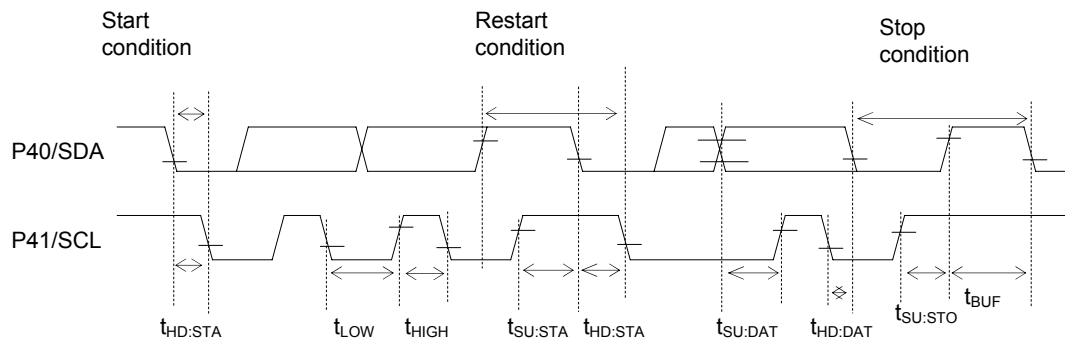 Start
condition
Restart
condition
Stop
condition
P40/SDA
P41/SCL
tHD:STA
tLOW
tHIGH
tSU:STA
tHD:STA
tSU:DAT
tHD:DAT
tSU:STO
tBUF